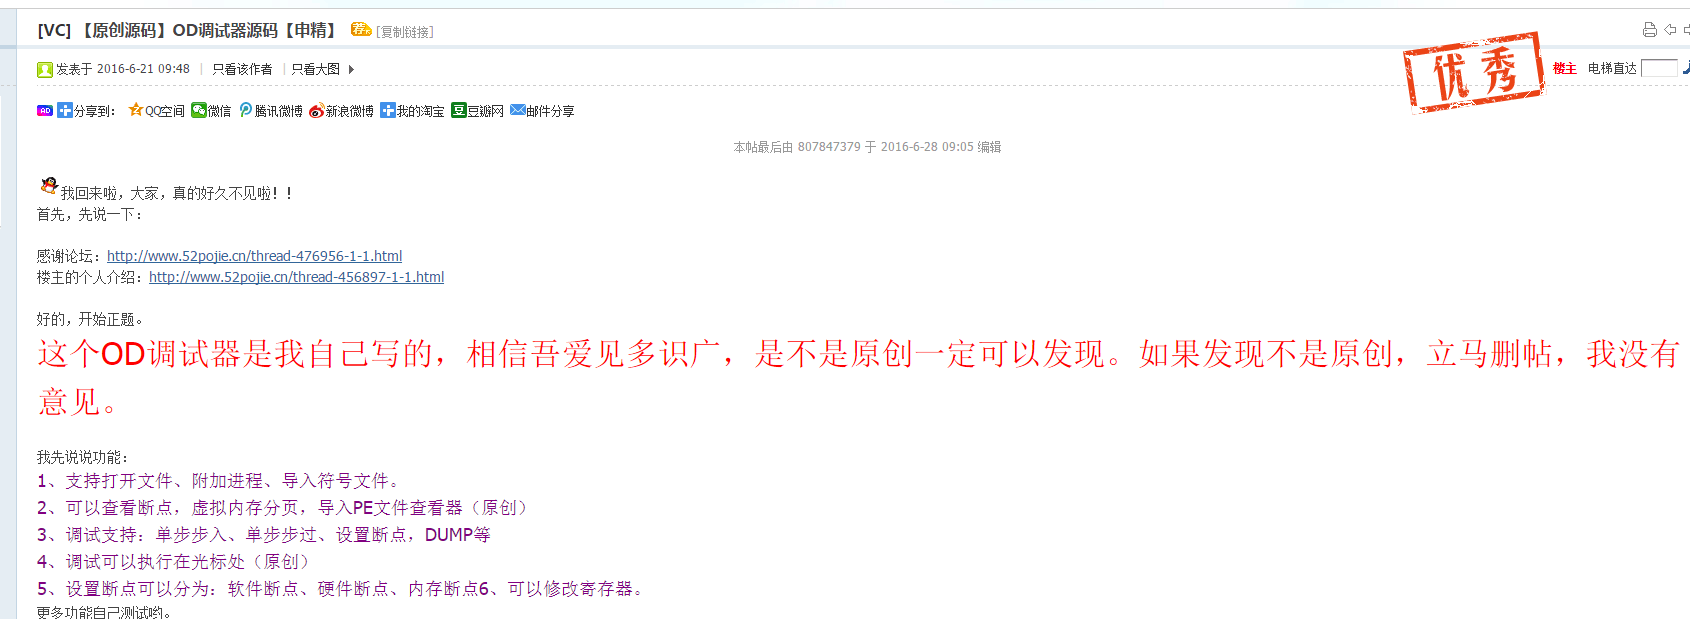 [VC] 【原创源码】OD调试器源码【申精】 荐 [复制链接]
发表于 2016-6-21 09:48 | 只看该作者 | 只看大图
优秀
楼主 电梯直达
AD 分享到： QQ空间 微信 腾讯微博 新浪微博 我的淘宝 豆 豆瓣网 邮件分享
本帖最后由 807847379 于 2016-6-28 09:05 编辑
我回来啦，大家，真的好久不见啦！！
首先，先说一下：
感谢论坛：http://www.52pojie.cn/thread-476956-1-1.html
楼主的个人介绍：http://www.52pojie.cn/thread-456897-1-1.html
好的，开始正题。
这个OD调试器是我自己写的，相信吾爱见多识广，是不是原创一定可以发现。如果发现不是原创，立马删帖，我没有
意见。
我先说说功能：
1、支持打开文件、附加进程、导入符号文件。
2、可以查看断点，虚拟内存分页，导入PE文件查看器（原创）
3、调试支持：单步步入、单步步过、设置断点，DUMP等
4、调试可以执行在光标处（原创）
5、设置断点可以分为：软件断点、硬件断点、内存断点6、可以修改寄存器。
更多功能自己测试哟。